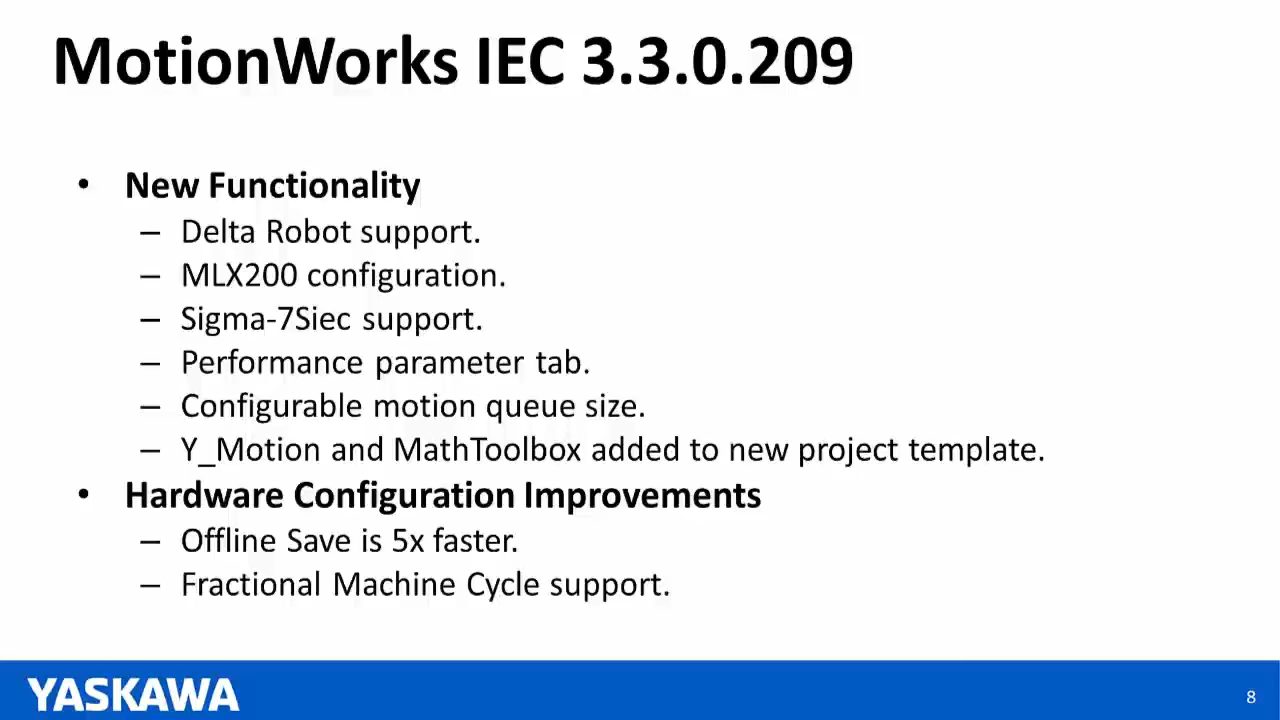 MotionWorks IEC 3.3.0.209
• New Functionality
– Delta Robot support.
– MLX200 configuration.
– Sigma-7Siec support.
– Performance parameter tab.
– Configurable motion queue size.
– Y_Motion and MathToolbox added to new project template.
• Hardware Configuration Improvements
– Offline Save is 5x faster.
– Fractional Machine Cycle support.
YASKAWA
8